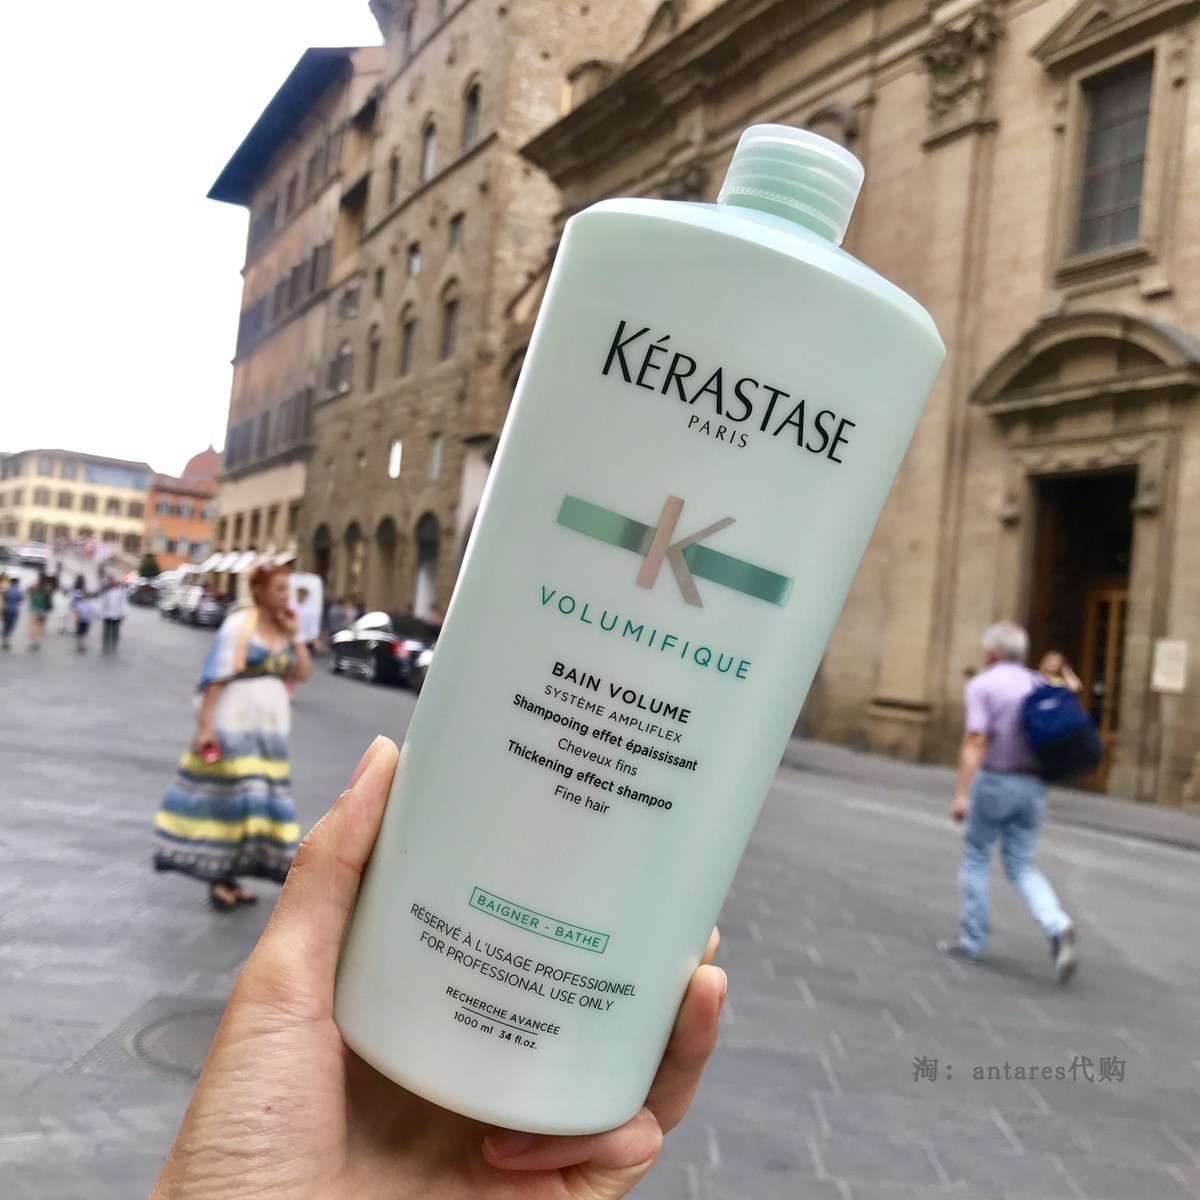 KÉRASTASE
PARIS
K
VOLUMIFIQUE
BAIN VOLUME
SYSTÈME AMPLIFLEX
Shampooing effet épaississant
Cheveux fins
Thickening effect shampoo
Fine hair
BAIGNER - BATHE
RÉSERVÉ À L'USAGE PROFESSIONNEL
FOR PROFESSIONAL USE ONLY
RECHERCHE AVANCÉE
1000 ml 34 fl.oz.
淘：antares代购